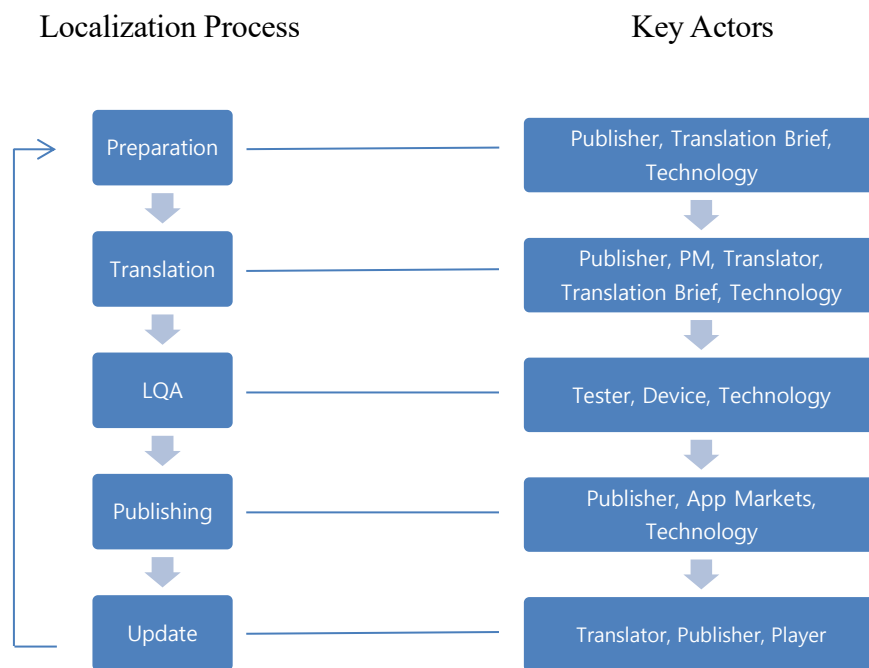 Localization Process
Key Actors
Preparation
Publisher, Translation Brief,
Technology
Translation
Publisher, PM, Translator,
Translation Brief, Technology
LQA
Tester, Device, Technology
Publishing
Publisher, App Markets,
Technology
Update
Translator, Publisher, Player